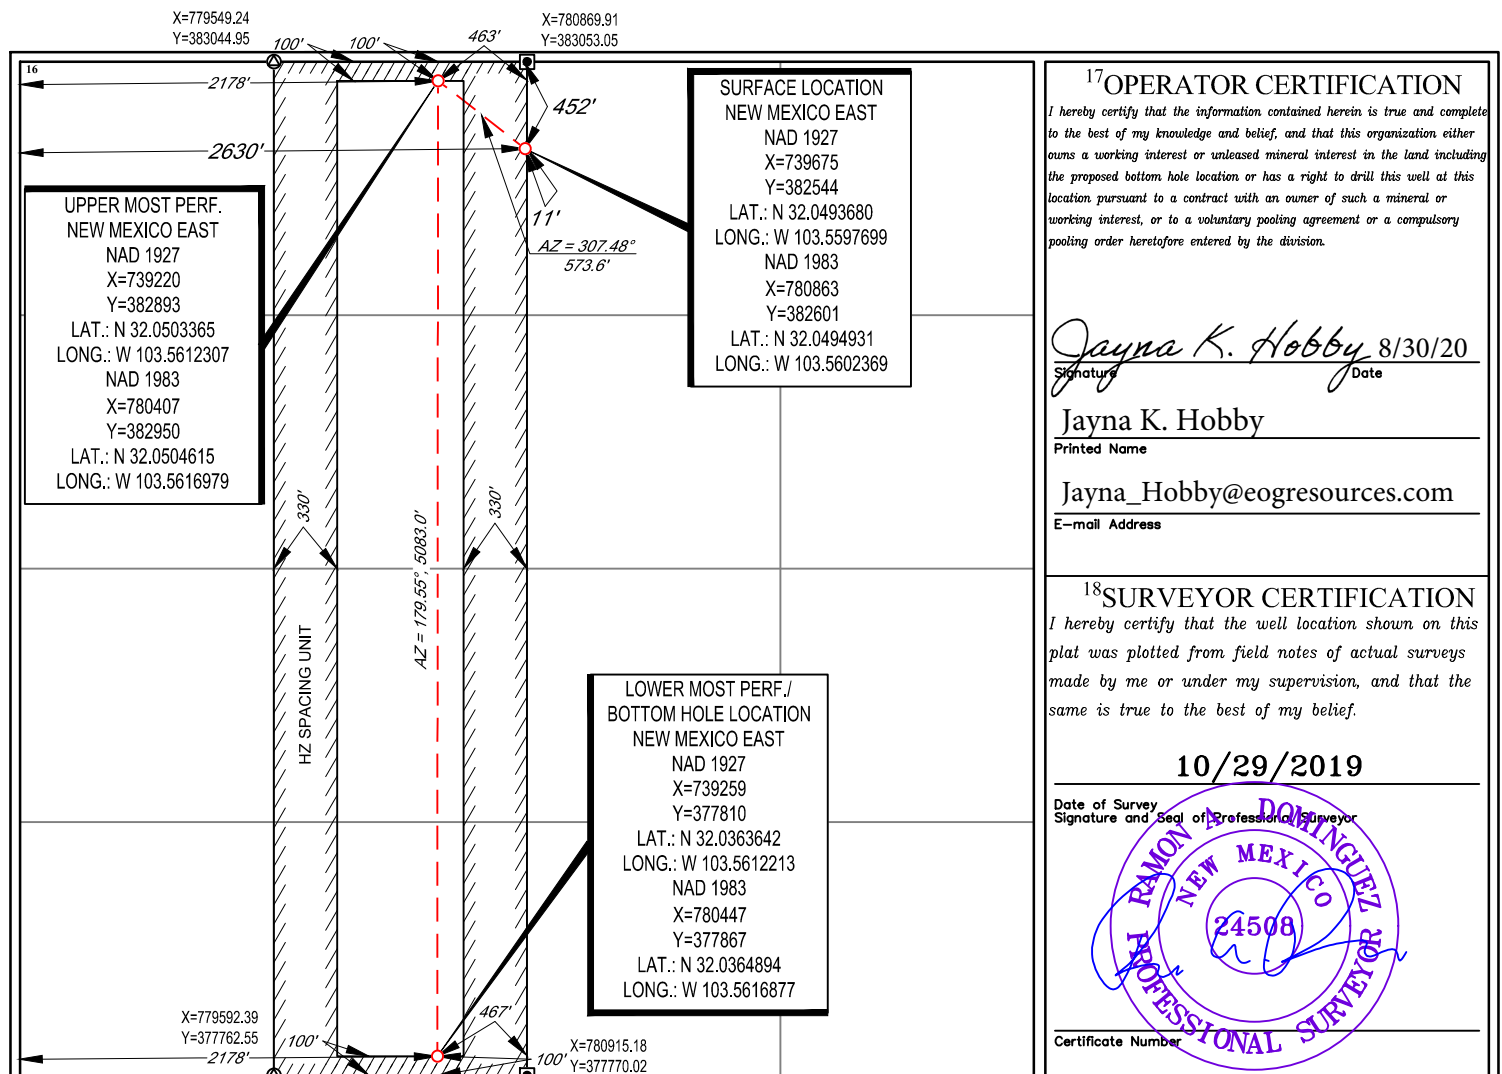 X=779549.24
Y=383044.95
X=780869.91
Y=383053.05
100'
100'
463'
16
2178'
452'
2630'
11'
AZ = 307.48°
573.6'
UPPER MOST PERF.
NEW MEXICO EAST
NAD 1927
X=739220
Y=382893
LAT.: N 32.0503365
LONG.: W 103.5612307
NAD 1983
X=780407
Y=382950
LAT.: N 32.0504615
LONG.: W 103.5616979
SURFACE LOCATION
NEW MEXICO EAST
NAD 1927
X=739675
Y=382544
LAT.: N 32.0493680
LONG.: W 103.5597699
NAD 1983
X=780863
Y=382601
LAT.: N 32.0494931
LONG.: W 103.5602369
330'
330'
AZ = 179.55°, 5083.0'
HZ SPACING UNIT
LOWER MOST PERF./
BOTTOM HOLE LOCATION
NEW MEXICO EAST
NAD 1927
X=739259
Y=377810
LAT.: N 32.0363642
LONG.: W 103.5612213
NAD 1983
X=780447
Y=377867
LAT.: N 32.0364894
LONG.: W 103.5616877
X=779592.39
Y=377762.55
2178'
100'
467'
100'
X=780915.18
Y=377770.02
17OPERATOR CERTIFICATION
I hereby certify that the information contained herein is true and complete
to the best of my knowledge and belief, and that this organization either
owns a working interest or unleased mineral interest in the land including
the proposed bottom hole location or has a right to drill this well at this
location pursuant to a contract with an owner of such a mineral or
working interest, or to a voluntary pooling agreement or a compulsory
pooling order heretofore entered by the division.
Jayna K. Hobby 8/30/20
Signature Date
Jayna K. Hobby
Printed Name
Jayna_Hobby@eogresources.com
E-mail Address
18SURVEYOR CERTIFICATION
I hereby certify that the well location shown on this
plat was plotted from field notes of actual surveys
made by me or under my supervision, and that the
same is true to the best of my belief.
10/29/2019
Date of Survey
Signature and Seal of Professional Surveyor
RAMON A. DOMINGUEZ
NEW MEXICO
24508
PROFESSIONAL SURVEYOR
Certificate Number